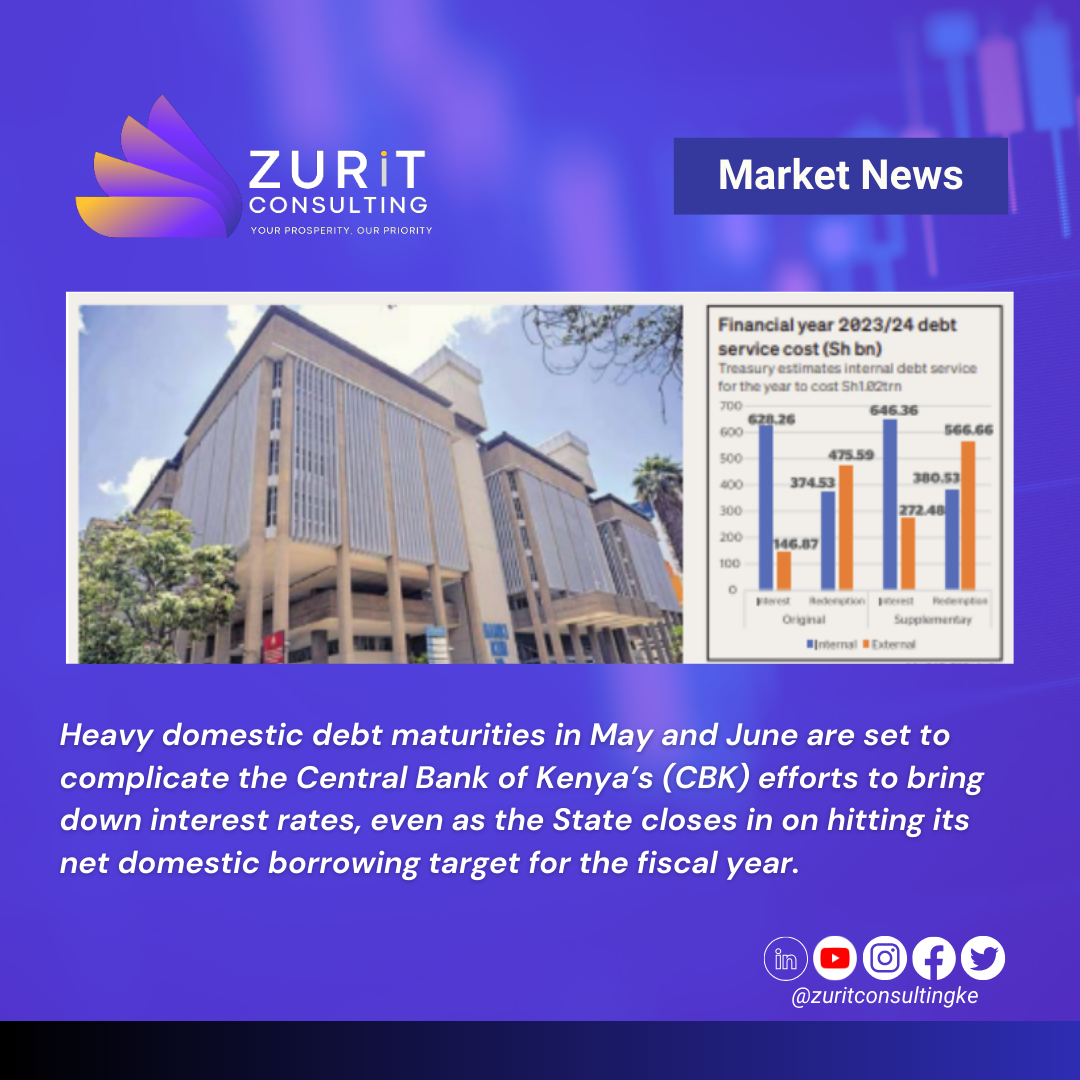 ZURiT
CONSULTING
YOUR PROSPERITY, OUR PRIORITY
Market News
Financial year 2023/24 debt
service cost (Sh bn)
Treasury estimates internal debt service
for the year to cost Sh1.02trn
700
600
500
400
300
200
100
0
628.26
146.87
374.53
475.59
646.36
272.48
380.53
566.66
Interest Redemption Interest Redemption
Original Supplementay
Internal External
Heavy domestic debt maturities in May and June are set to
complicate the Central Bank of Kenya's (CBK) efforts to bring
down interest rates, even as the State closes in on hitting its
net domestic borrowing target for the fiscal year.
in
@zuritconsultingke